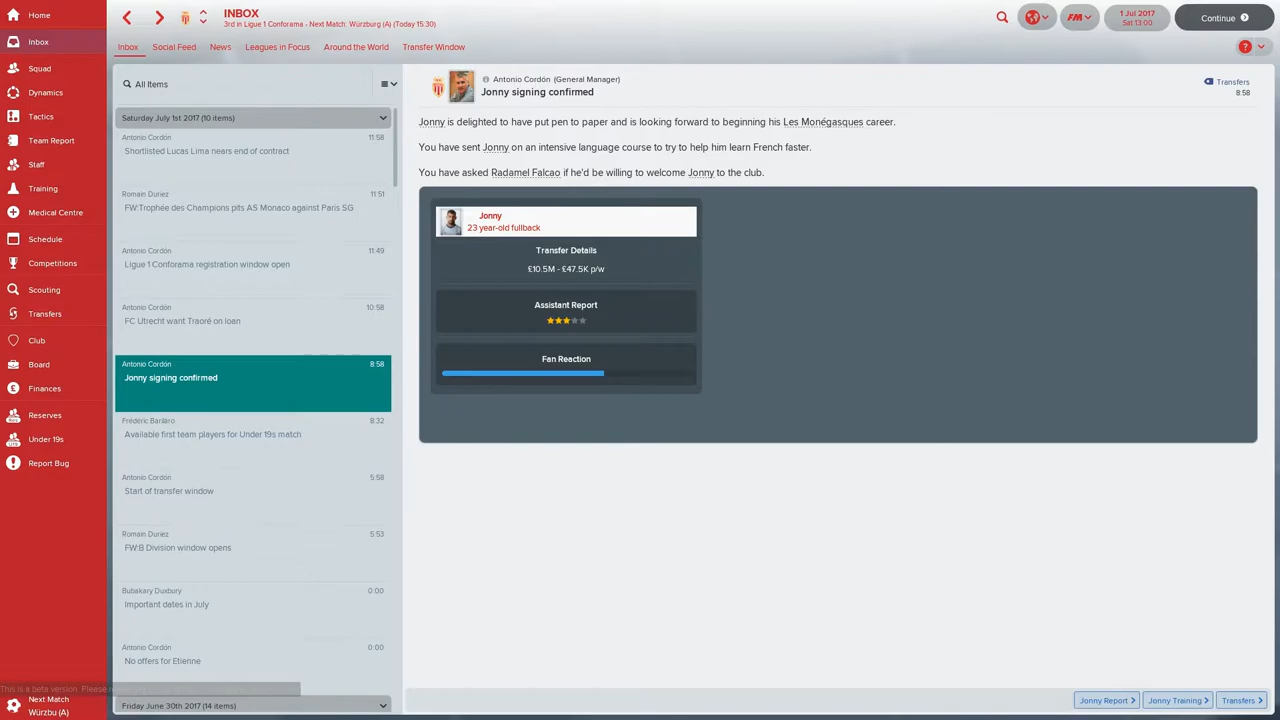 Home
Inbox
Squad
Dynamics
Tactics
Team Report
Staff
Training
Medical Centre
Schedule
Competitions
Scouting
Transfers
Club
Board
Finances
Reserves
Under 19s
Report Bug
This is a beta version. Please
Next Match
Würzbu (A)
INBOX
3rd in Ligue 1 Conforama - Next Match: Würzburg (A) (Today 15:30)
FM
1 Jul 2017
Sat 13:00
Continue
Inbox
Social Feed
News
Leagues in Focus
Around the World
Transfer Window
?
All Items
Saturday July 1st 2017 (10 items)
Antonio Cordón 11:58
Shortlisted Lucas Lima nears end of contract
Romain Duriez 11:51
FW:Trophée des Champions pits AS Monaco against Paris SG
Antonio Cordón 11:49
Ligue 1 Conforama registration window open
Antonio Cordón 10:58
FC Utrecht want Traoré on loan
Antonio Cordón 8:58
Jonny signing confirmed
Frédéric Barilaro 8:32
Available first team players for Under 19s match
Antonio Cordón 5:58
Start of transfer window
Romain Duriez 5:53
FW:B Division window opens
Bubakary Duxbury 0:00
Important dates in July
Antonio Cordón 0:00
No offers for Etienne
Friday June 30th 2017 (14 items)
Antonio Cordón (General Manager)
Jonny signing confirmed
Transfers
8:58
Jonny is delighted to have put pen to paper and is looking forward to beginning his Les Monégasques career.
You have sent Jonny on an intensive language course to try to help him learn French faster.
You have asked Radamel Falcao if he'd be willing to welcome Jonny to the club.
Jonny
23 year-old fullback
Transfer Details
£10.5M - £47.5K p/w
Assistant Report
Fan Reaction
Jonny Report
Jonny Training
Transfers